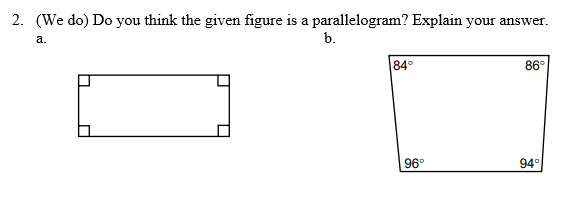 2. (We do) Do you think the given figure is a parallelogram? Explain your answer.
a. b.
84° 86°
96° 94°